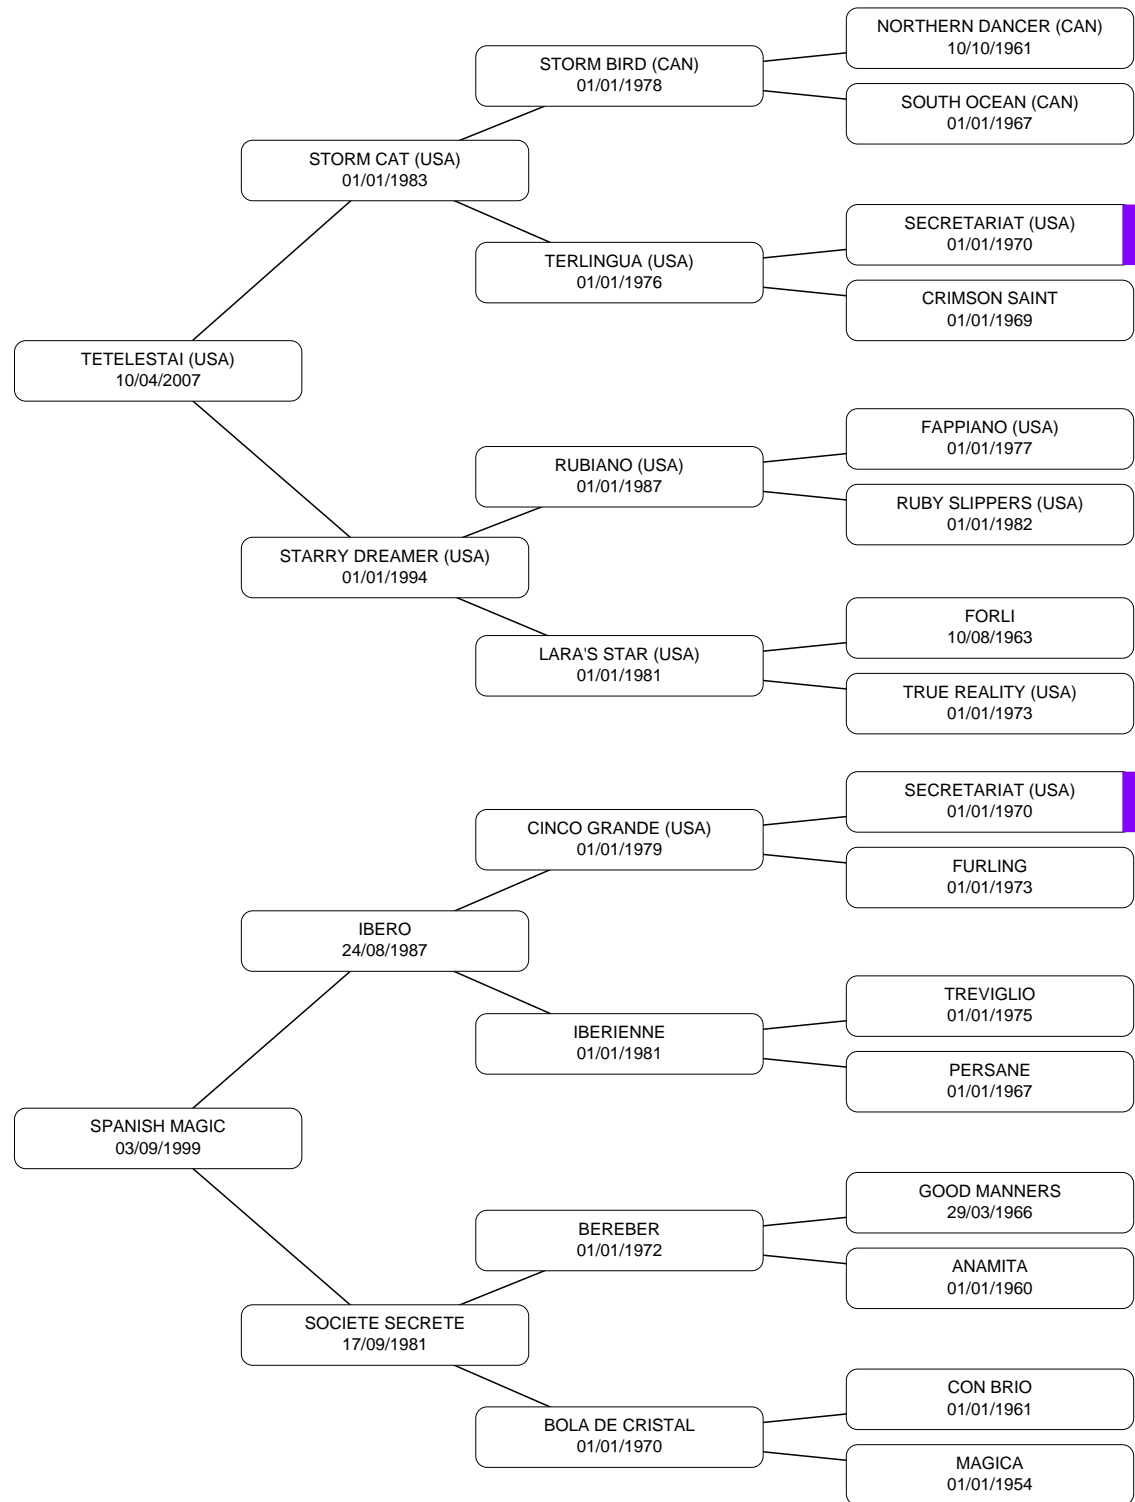 NORTHERN DANCER (CAN)
10/10/1961
STORM BIRD (CAN)
01/01/1978
SOUTH OCEAN (CAN)
01/01/1967
STORM CAT (USA)
01/01/1983
SECRETARIAT (USA)
01/01/1970
TERLINGUA (USA)
01/01/1976
CRIMSON SAINT
01/01/1969
TETELESTAI (USA)
10/04/2007
FAPPIANO (USA)
01/01/1977
RUBIANO (USA)
01/01/1987
RUBY SLIPPERS (USA)
01/01/1982
STARRY DREAMER (USA)
01/01/1994
FORLI
10/08/1963
LARA'S STAR (USA)
01/01/1981
TRUE REALITY (USA)
01/01/1973
SECRETARIAT (USA)
01/01/1970
CINCO GRANDE (USA)
01/01/1979
FURLING
01/01/1973
IBERO
24/08/1987
TREVIGLIO
01/01/1975
IBERIENNE
01/01/1981
PERSANE
01/01/1967
SPANISH MAGIC
03/09/1999
GOOD MANNERS
29/03/1966
BEREBER
01/01/1972
ANAMITA
01/01/1960
SOCIETE SECRETE
17/09/1981
CON BRIO
01/01/1961
BOLA DE CRISTAL
01/01/1970
MAGICA
01/01/1954